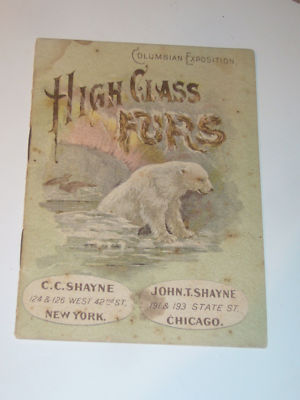 COLUMBIAN EXPOSITION
HIGH CLASS
FURS
C.C. SHAYNE
124 & 126 WEST 42ND ST.
NEW YORK.
JOHN.T. SHAYNE
191 & 193 STATE ST.
CHICAGO.